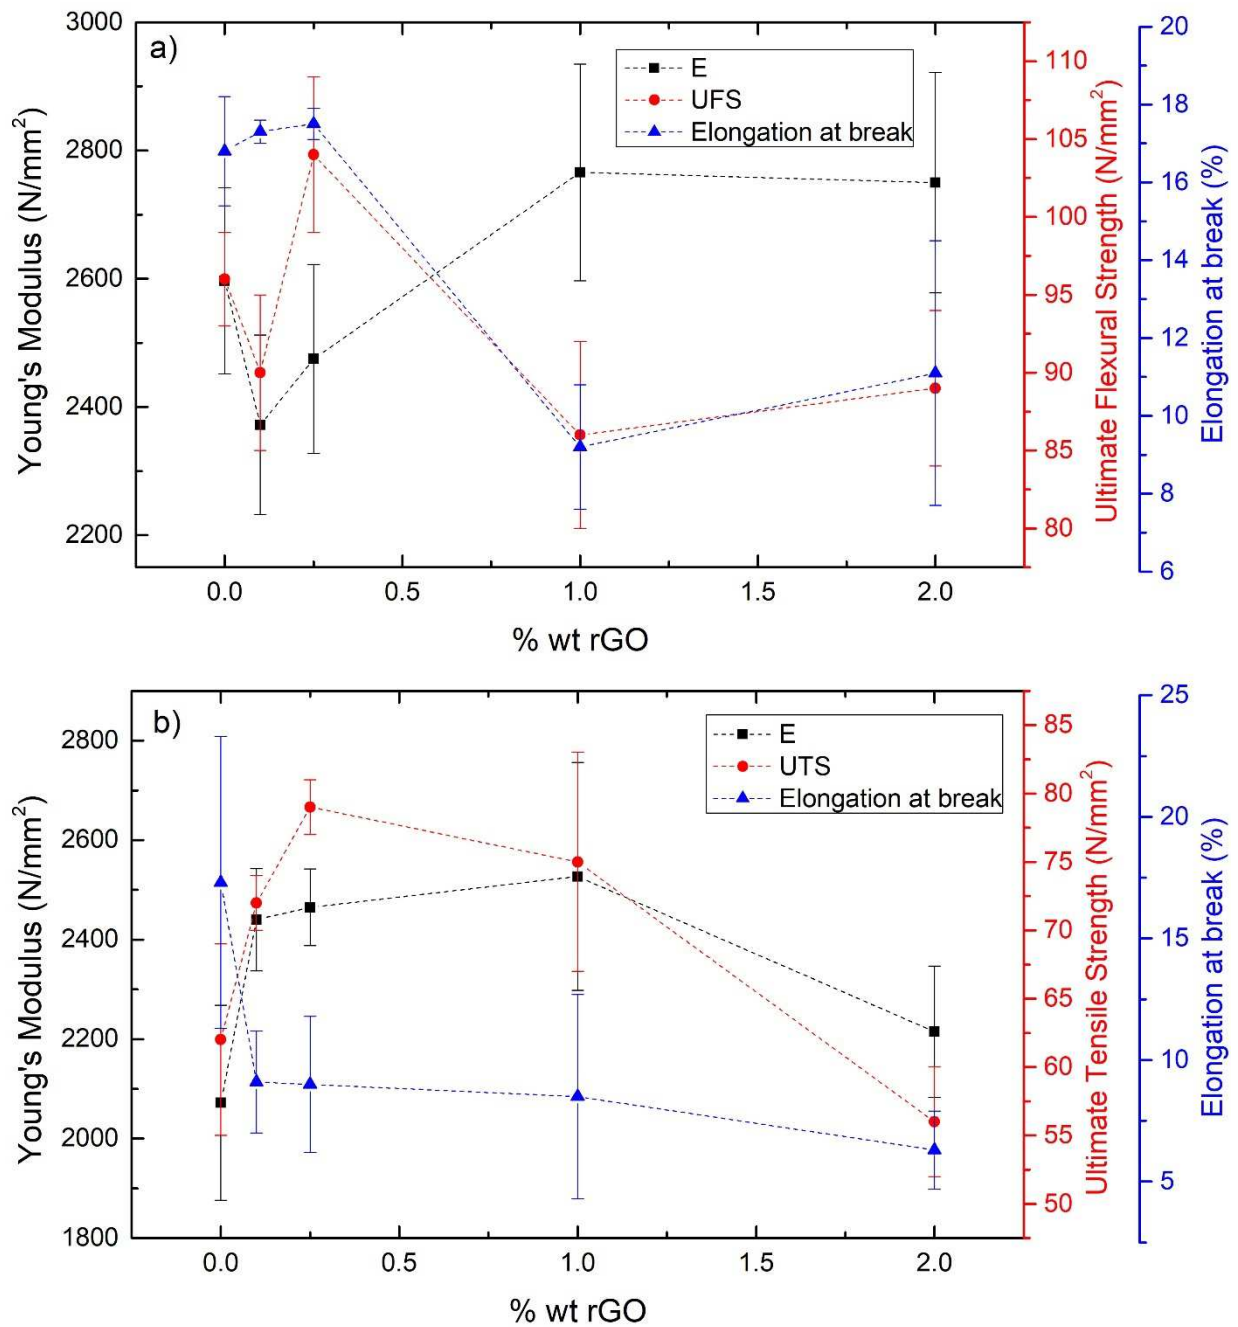 a)
E
UFS
Elongation at break
Young's Modulus (N/mm²)
3000
2800
2600
2400
2200
Ultimate Flexural Strength (N/mm²)
110
105
100
95
90
85
80
Elongation at break (%)
20
18
16
14
12
10
8
6
0.0 0.5 1.0 1.5 2.0
% wt rGO
b)
E
UTS
Elongation at break
Young's Modulus (N/mm²)
2800
2600
2400
2200
2000
1800
Ultimate Tensile Strength (N/mm²)
85
80
75
70
65
60
55
50
Elongation at break (%)
25
20
15
10
5
0.0 0.5 1.0 1.5 2.0
% wt rGO